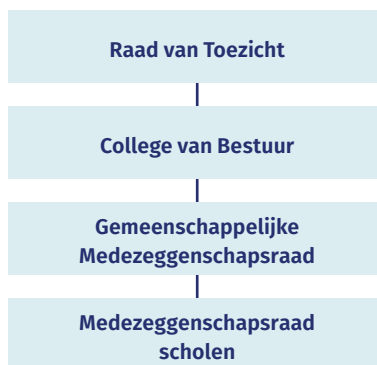 Raad van Toezicht
College van Bestuur
Gemeenschappelijke
Medezeggenschapsraad
Medezeggenschapsraad
scholen